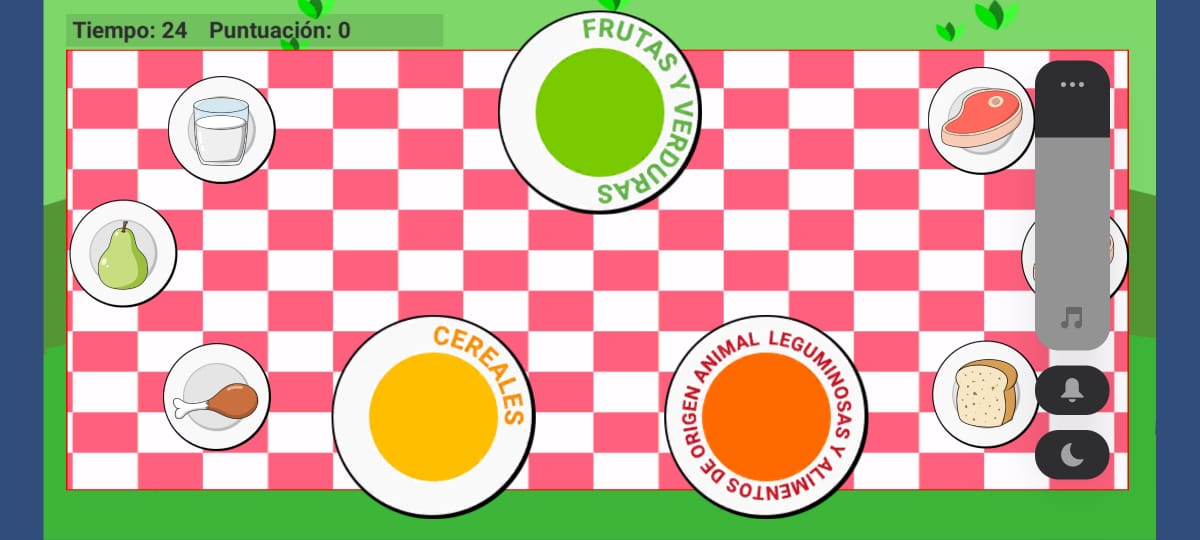 Tiempo: 24 Puntuación: 0
FRUTAS Y VERDURAS
CEREALES
LEGUMINOSAS Y ALIMENTOS DE ORIGEN ANIMAL